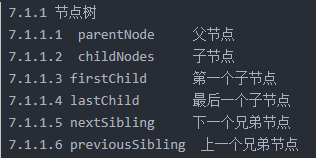 7.1.1 节点树
7.1.1.1 parentNode 父节点
7.1.1.2 childNodes 子节点
7.1.1.3 firstChild 第一个子节点
7.1.1.4 lastChild 最后一个子节点
7.1.1.5 nextSibling 下一个兄弟节点
7.1.1.6 previousSibling 上一个兄弟节点